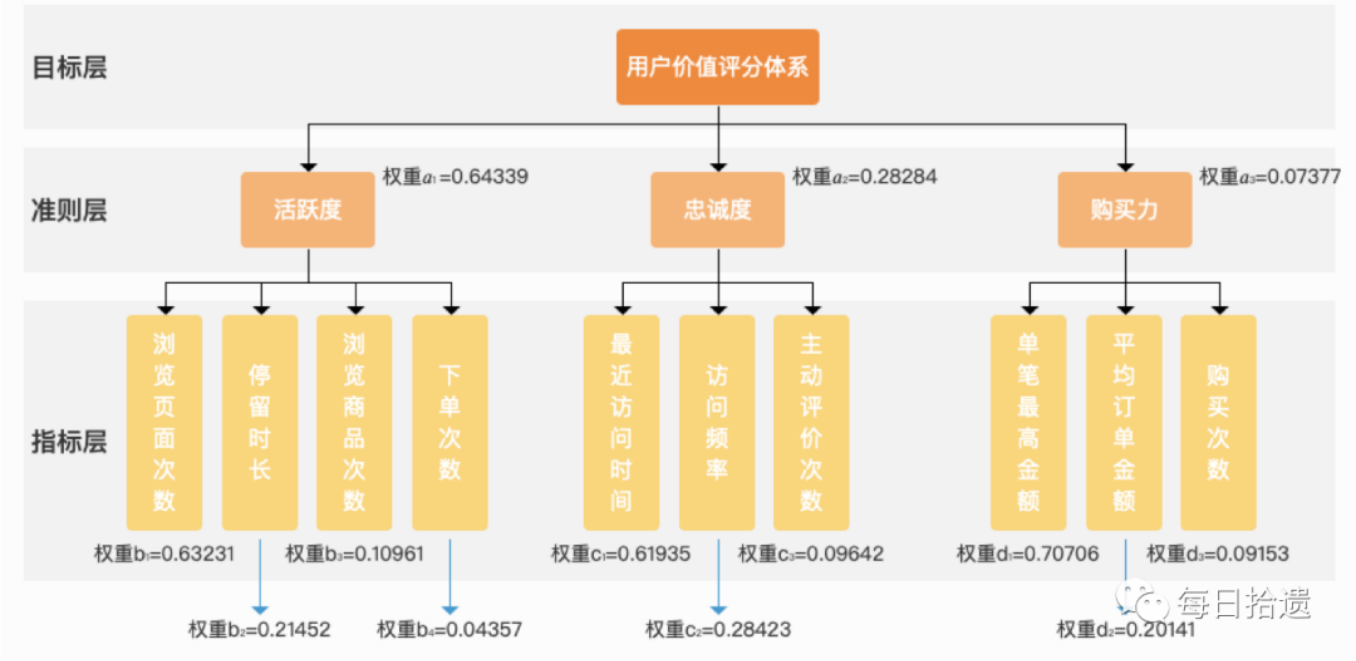 目标层
用户价值评分体系
准则层
活跃度
权重a₁=0.64339
忠诚度
权重a₂=0.28284
购买力
权重a₃=0.07377
指标层
浏览页面次数
停留时长
浏览商品次数
下单次数
最近访问时间
访问频率
主动评价次数
单笔最高金额
平均订单金额
购买次数
权重b₁=0.63231
权重b₃=0.10961
权重c₁=0.61935
权重c₃=0.09642
权重d₁=0.70706
权重d₃=0.09153
每日拾遗
权重b₂=0.21452
权重b₄=0.04357
权重c₂=0.28423
权重d₂=0.20141